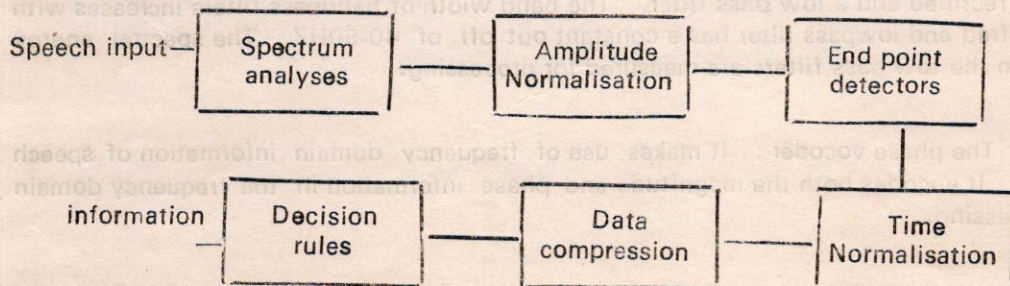 Speech input
Spectrum
analyses
Amplitude
Normalisation
End point
detectors
information
Decision
rules
Data
compression
Time
Normalisation